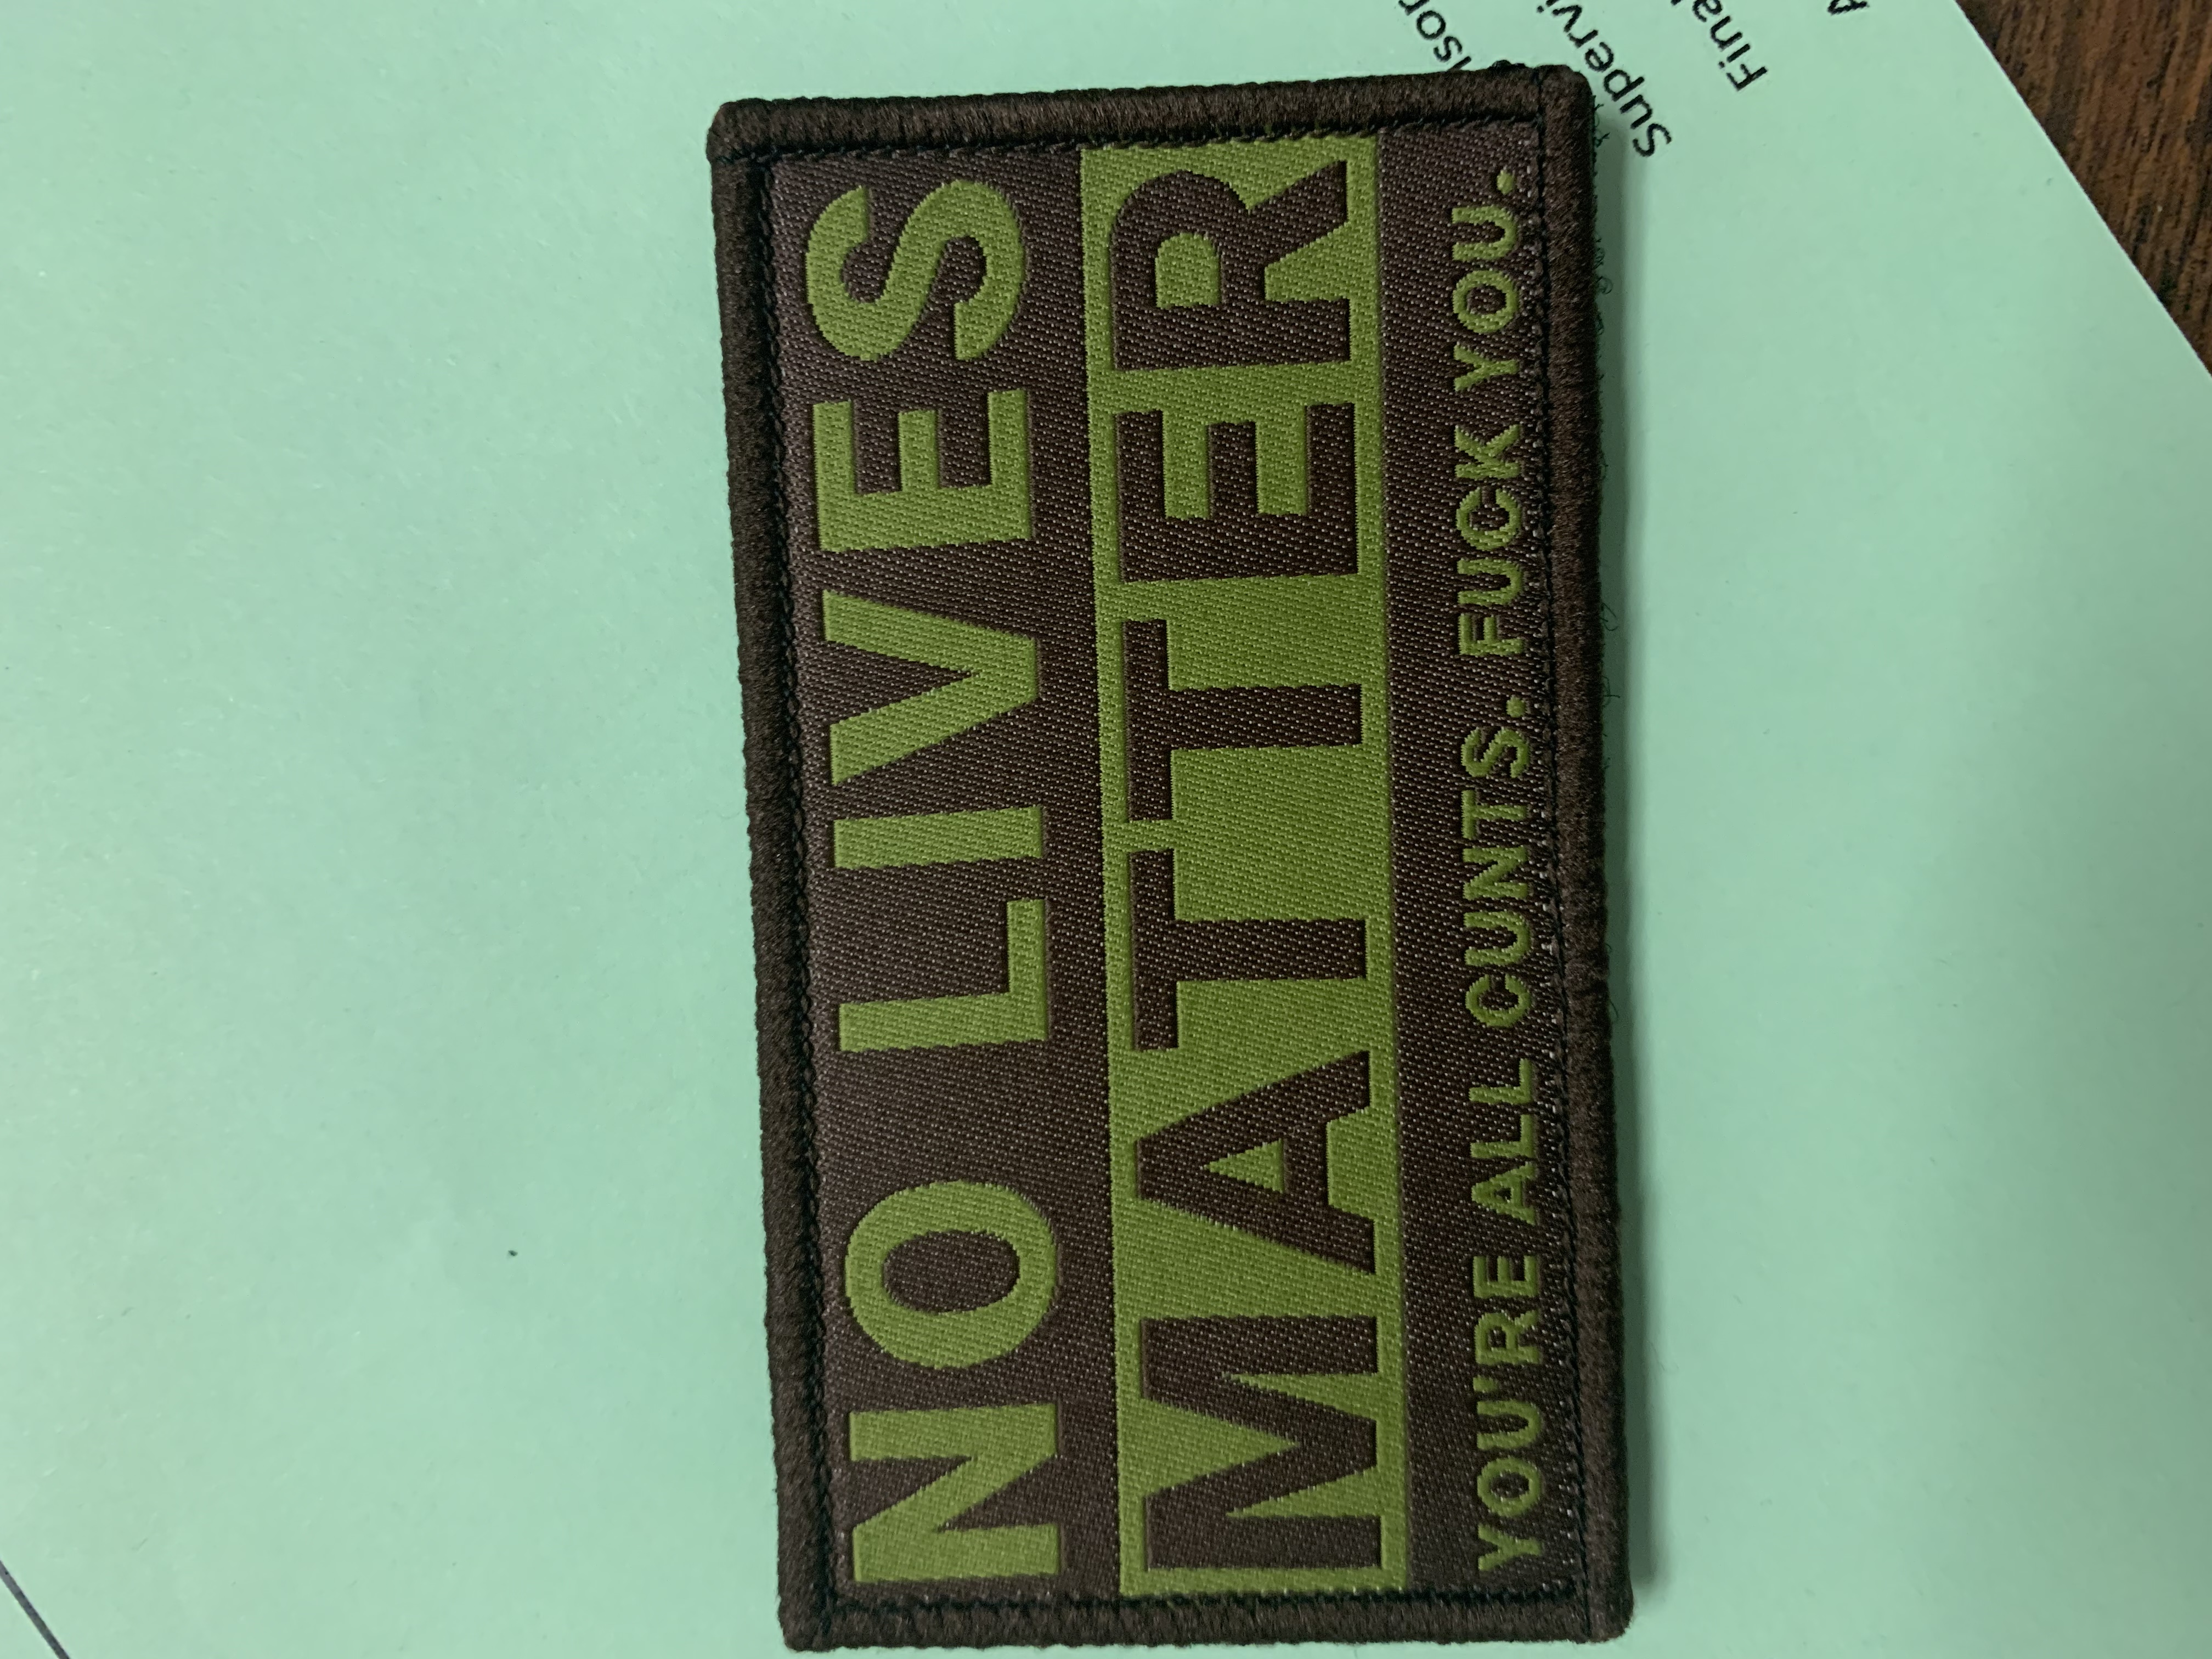 NO LIVES
MATTER
YOU'RE ALL CUNTS. FUCK YOU.